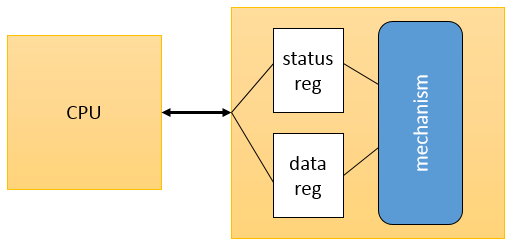 CPU
status
reg
data
reg
mechanism